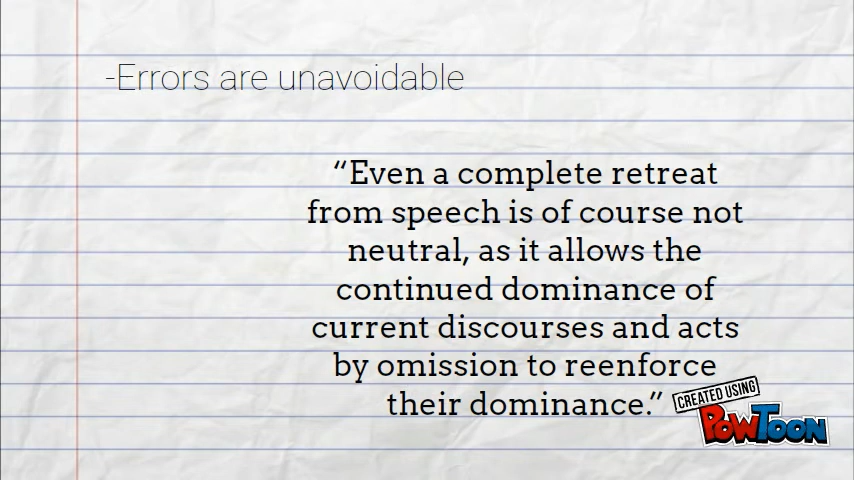 -Errors are unavoidable
“Even a complete retreat
from speech is of course not
neutral, as it allows the
continued dominance of
current discourses and acts
by omission to reenforce
their dominance.”
CREATED USING
POWTOON